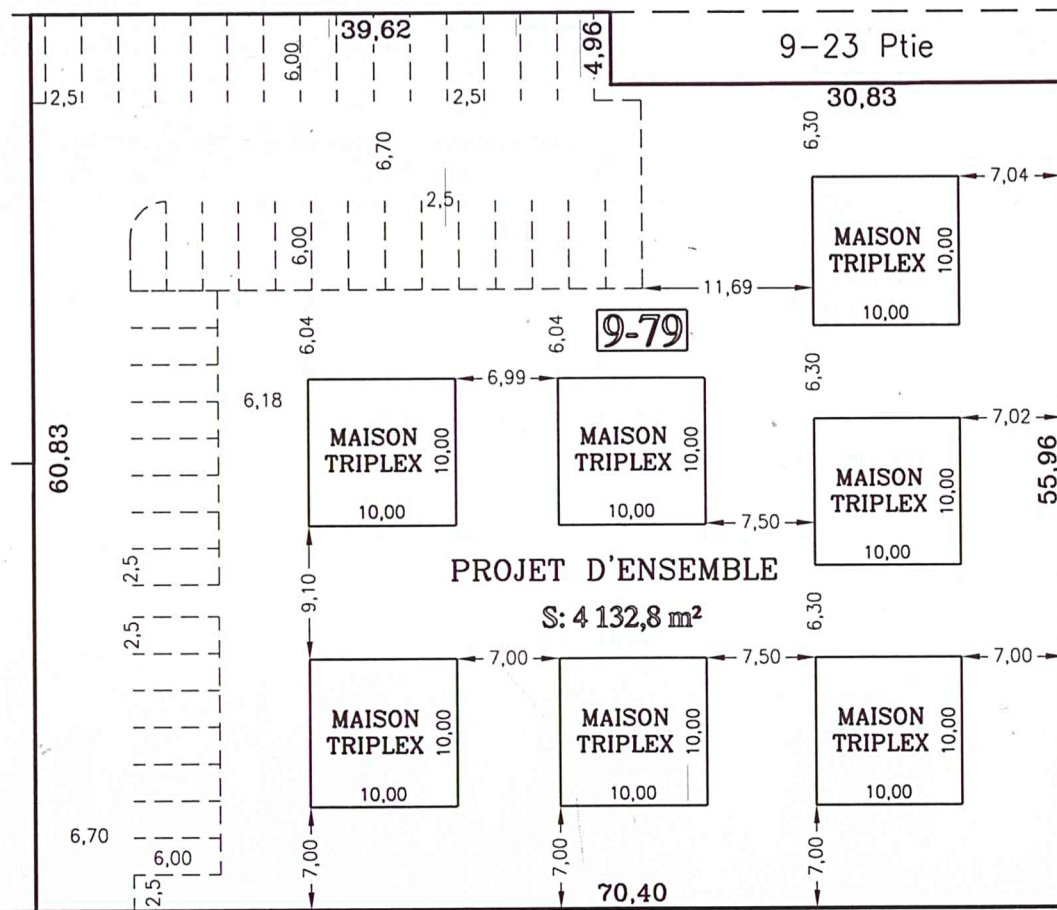 39,62
4,96
9-23 Ptie
6,00
2,5
2,5
30,83
6,30
6,70
7,04
2,5
MAISON
TRIPLEX
10,00
10,00
6,00
11,69
9-79
6,04
6,04
6,99
6,30
6,18
7,02
60,83
MAISON
TRIPLEX
10,00
10,00
MAISON
TRIPLEX
10,00
10,00
MAISON
TRIPLEX
10,00
10,00
55,96
7,50
PROJET D'ENSEMBLE
S: 4 132,8 m²
2,5
2,5
9,10
6,30
7,00
7,50
7,00
MAISON
TRIPLEX
10,00
10,00
MAISON
TRIPLEX
10,00
10,00
MAISON
TRIPLEX
10,00
10,00
6,70
6,00
2,5
7,00
7,00
7,00
70,40